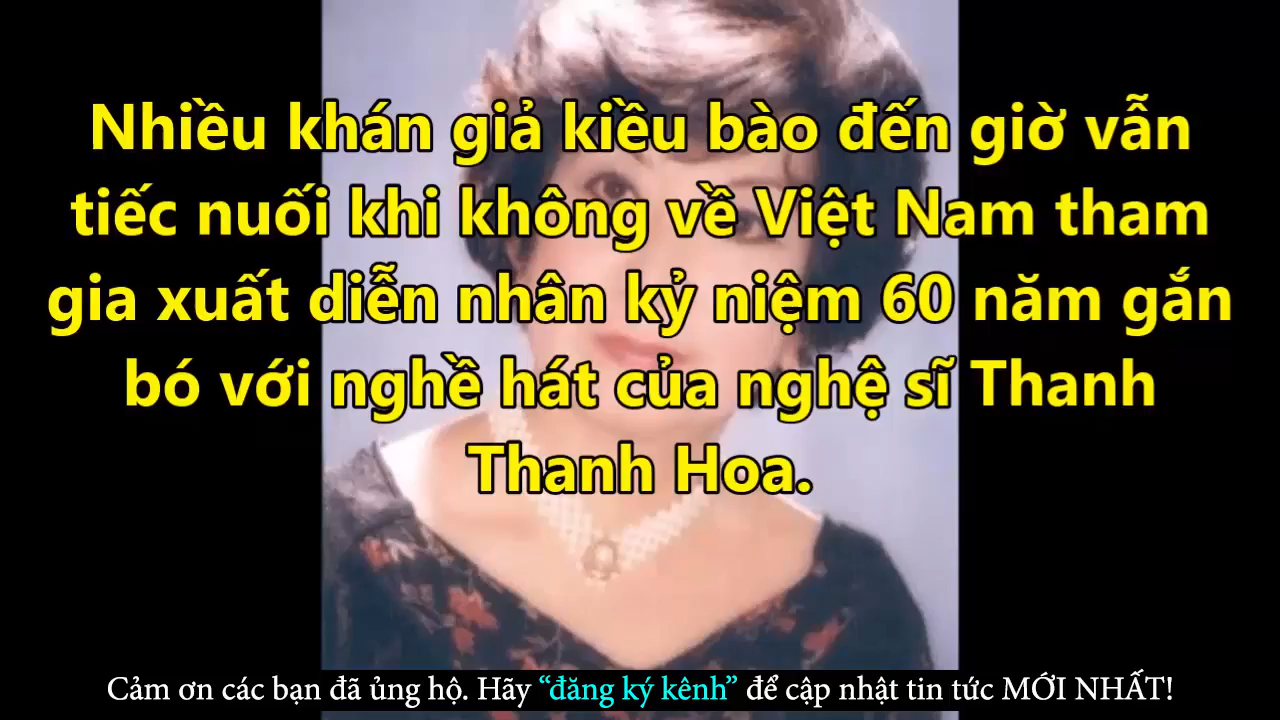 Nhiều khán giả kiều bào đến giờ vẫn
tiếc nuối khi không về Việt Nam tham
gia xuất diễn nhân kỷ niệm 60 năm gắn
bó với nghề hát của nghệ sĩ Thanh
Thanh Hoa.
Cảm ơn các bạn đã ủng hộ. Hãy “đăng ký kênh” để cập nhật tin tức MỚI NHẤT!